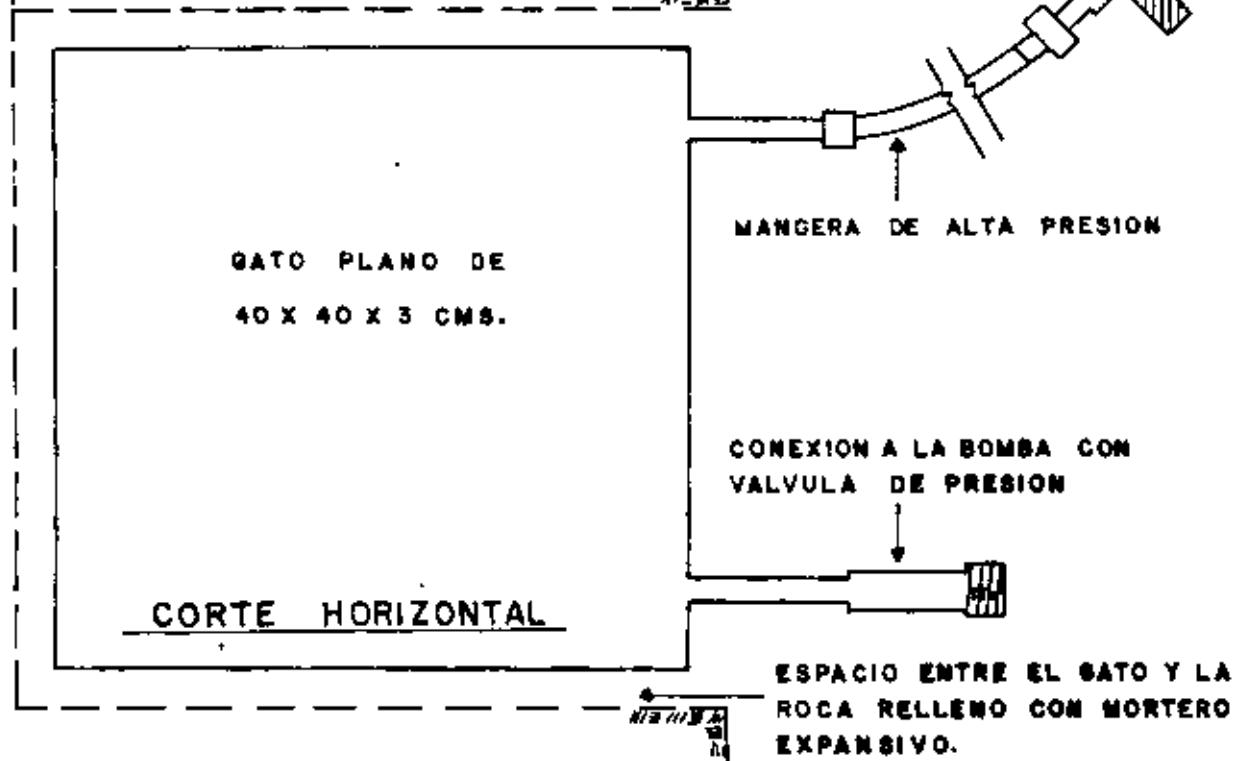 MANGERA DE ALTA PRESION
GATO PLANO DE
40 X 40 X 3 CMS.
CONEXION A LA BOMBA CON
VALVULA DE PRESION
CORTE HORIZONTAL
ESPACIO ENTRE EL GATO Y LA
ROCA RELLENO CON MORTERO
EXPANSIVO.